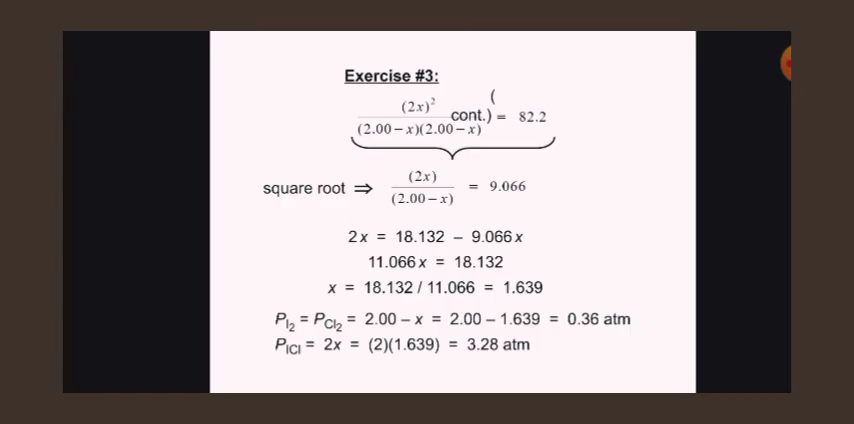 Exercise #3:
(
(2x)²
cont.) = 82.2
(2.00 – x)(2.00 – x)
(2x)
square root ⇒ = 9.066
(2.00 – x)
2x = 18.132 – 9.066x
11.066x = 18.132
x = 18.132 / 11.066 = 1.639
P_I₂ = P_Cl₂ = 2.00 – x = 2.00 – 1.639 = 0.36 atm
P_ICl = 2x = (2)(1.639) = 3.28 atm